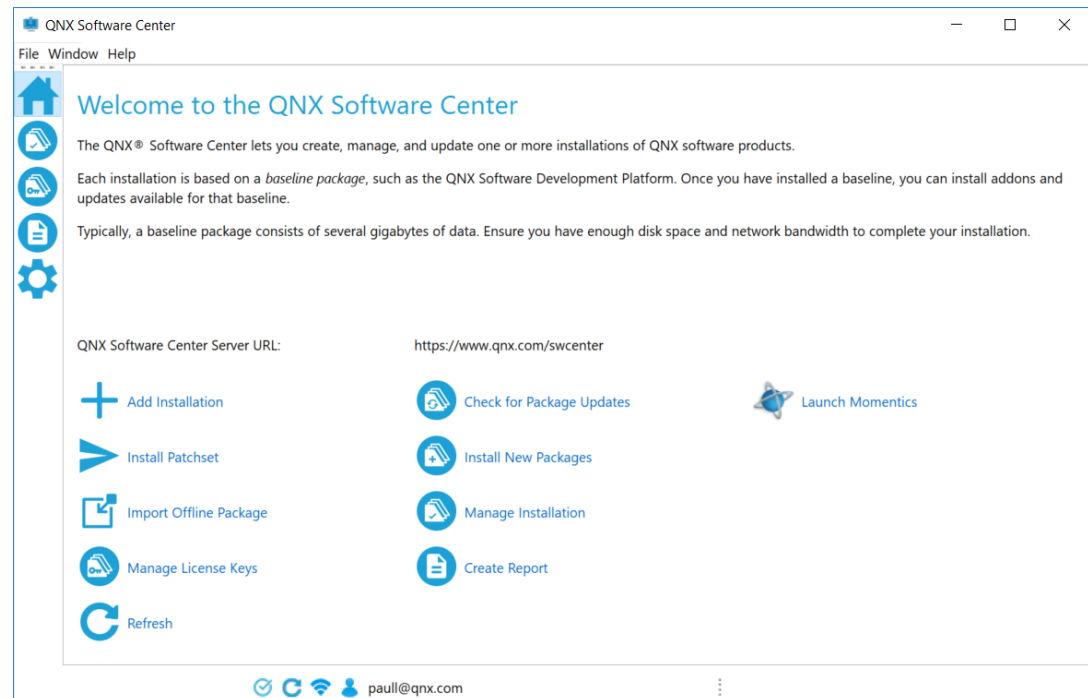 QNX Software Center
File Window Help
Welcome to the QNX Software Center
The QNX® Software Center lets you create, manage, and update one or more installations of QNX software products.
Each installation is based on a baseline package, such as the QNX Software Development Platform. Once you have installed a baseline, you can install addons and
updates available for that baseline.
Typically, a baseline package consists of several gigabytes of data. Ensure you have enough disk space and network bandwidth to complete your installation.
QNX Software Center Server URL: https://www.qnx.com/swcenter
Add Installation Check for Package Updates Launch Momentics
Install Patchset Install New Packages
Import Offline Package Manage Installation
Manage License Keys Create Report
Refresh
paull@qnx.com